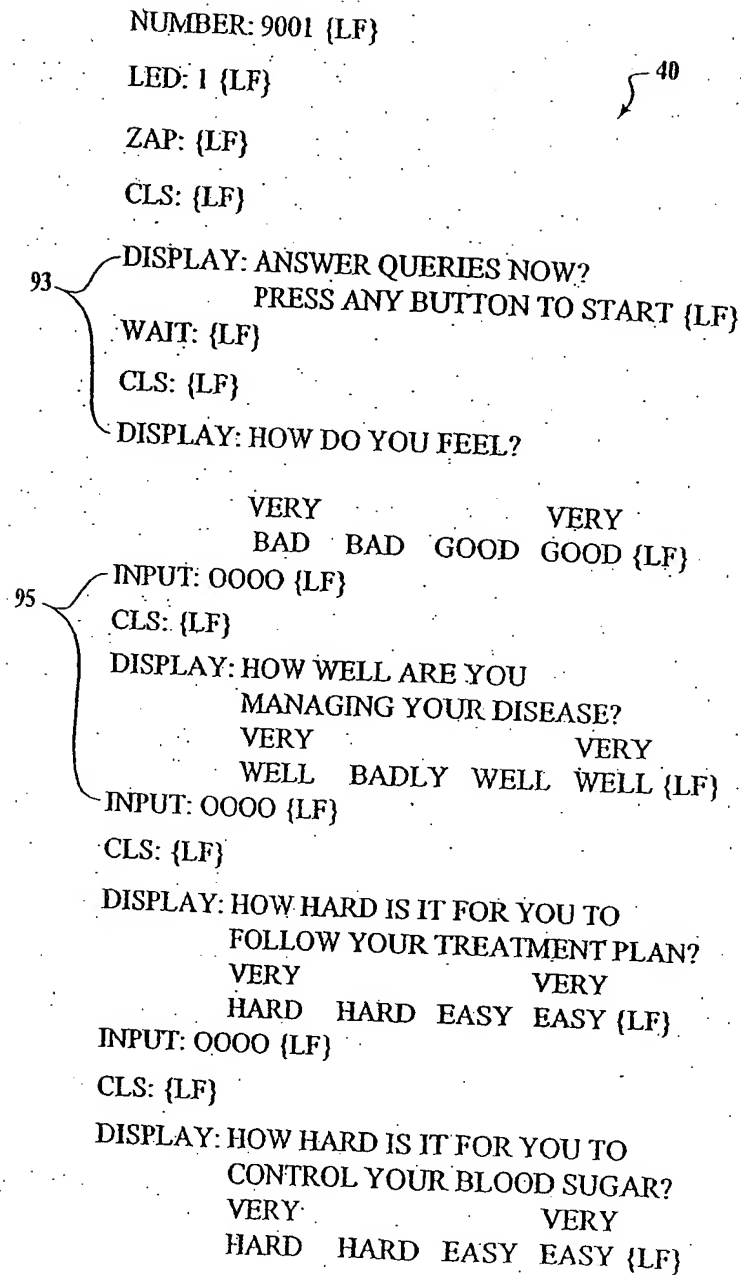 NUMBER: 9001 {LF}
40
LED: 1 {LF}
ZAP: {LF}
CLS: {LF}
93
DISPLAY: ANSWER QUERIES NOW?
PRESS ANY BUTTON TO START {LF}
WAIT: {LF}
CLS: {LF}
DISPLAY: HOW DO YOU FEEL?
VERY VERY
BAD BAD GOOD GOOD {LF}
95
INPUT: OOOO {LF}
CLS: {LF}
DISPLAY: HOW WELL ARE YOU
MANAGING YOUR DISEASE?
VERY VERY
WELL BADLY WELL WELL {LF}
INPUT: OOOO {LF}
CLS: {LF}
DISPLAY: HOW HARD IS IT FOR YOU TO
FOLLOW YOUR TREATMENT PLAN?
VERY VERY
HARD HARD EASY EASY {LF}
INPUT: OOOO {LF}
CLS: {LF}
DISPLAY: HOW HARD IS IT FOR YOU TO
CONTROL YOUR BLOOD SUGAR?
VERY VERY
HARD HARD EASY EASY {LF}